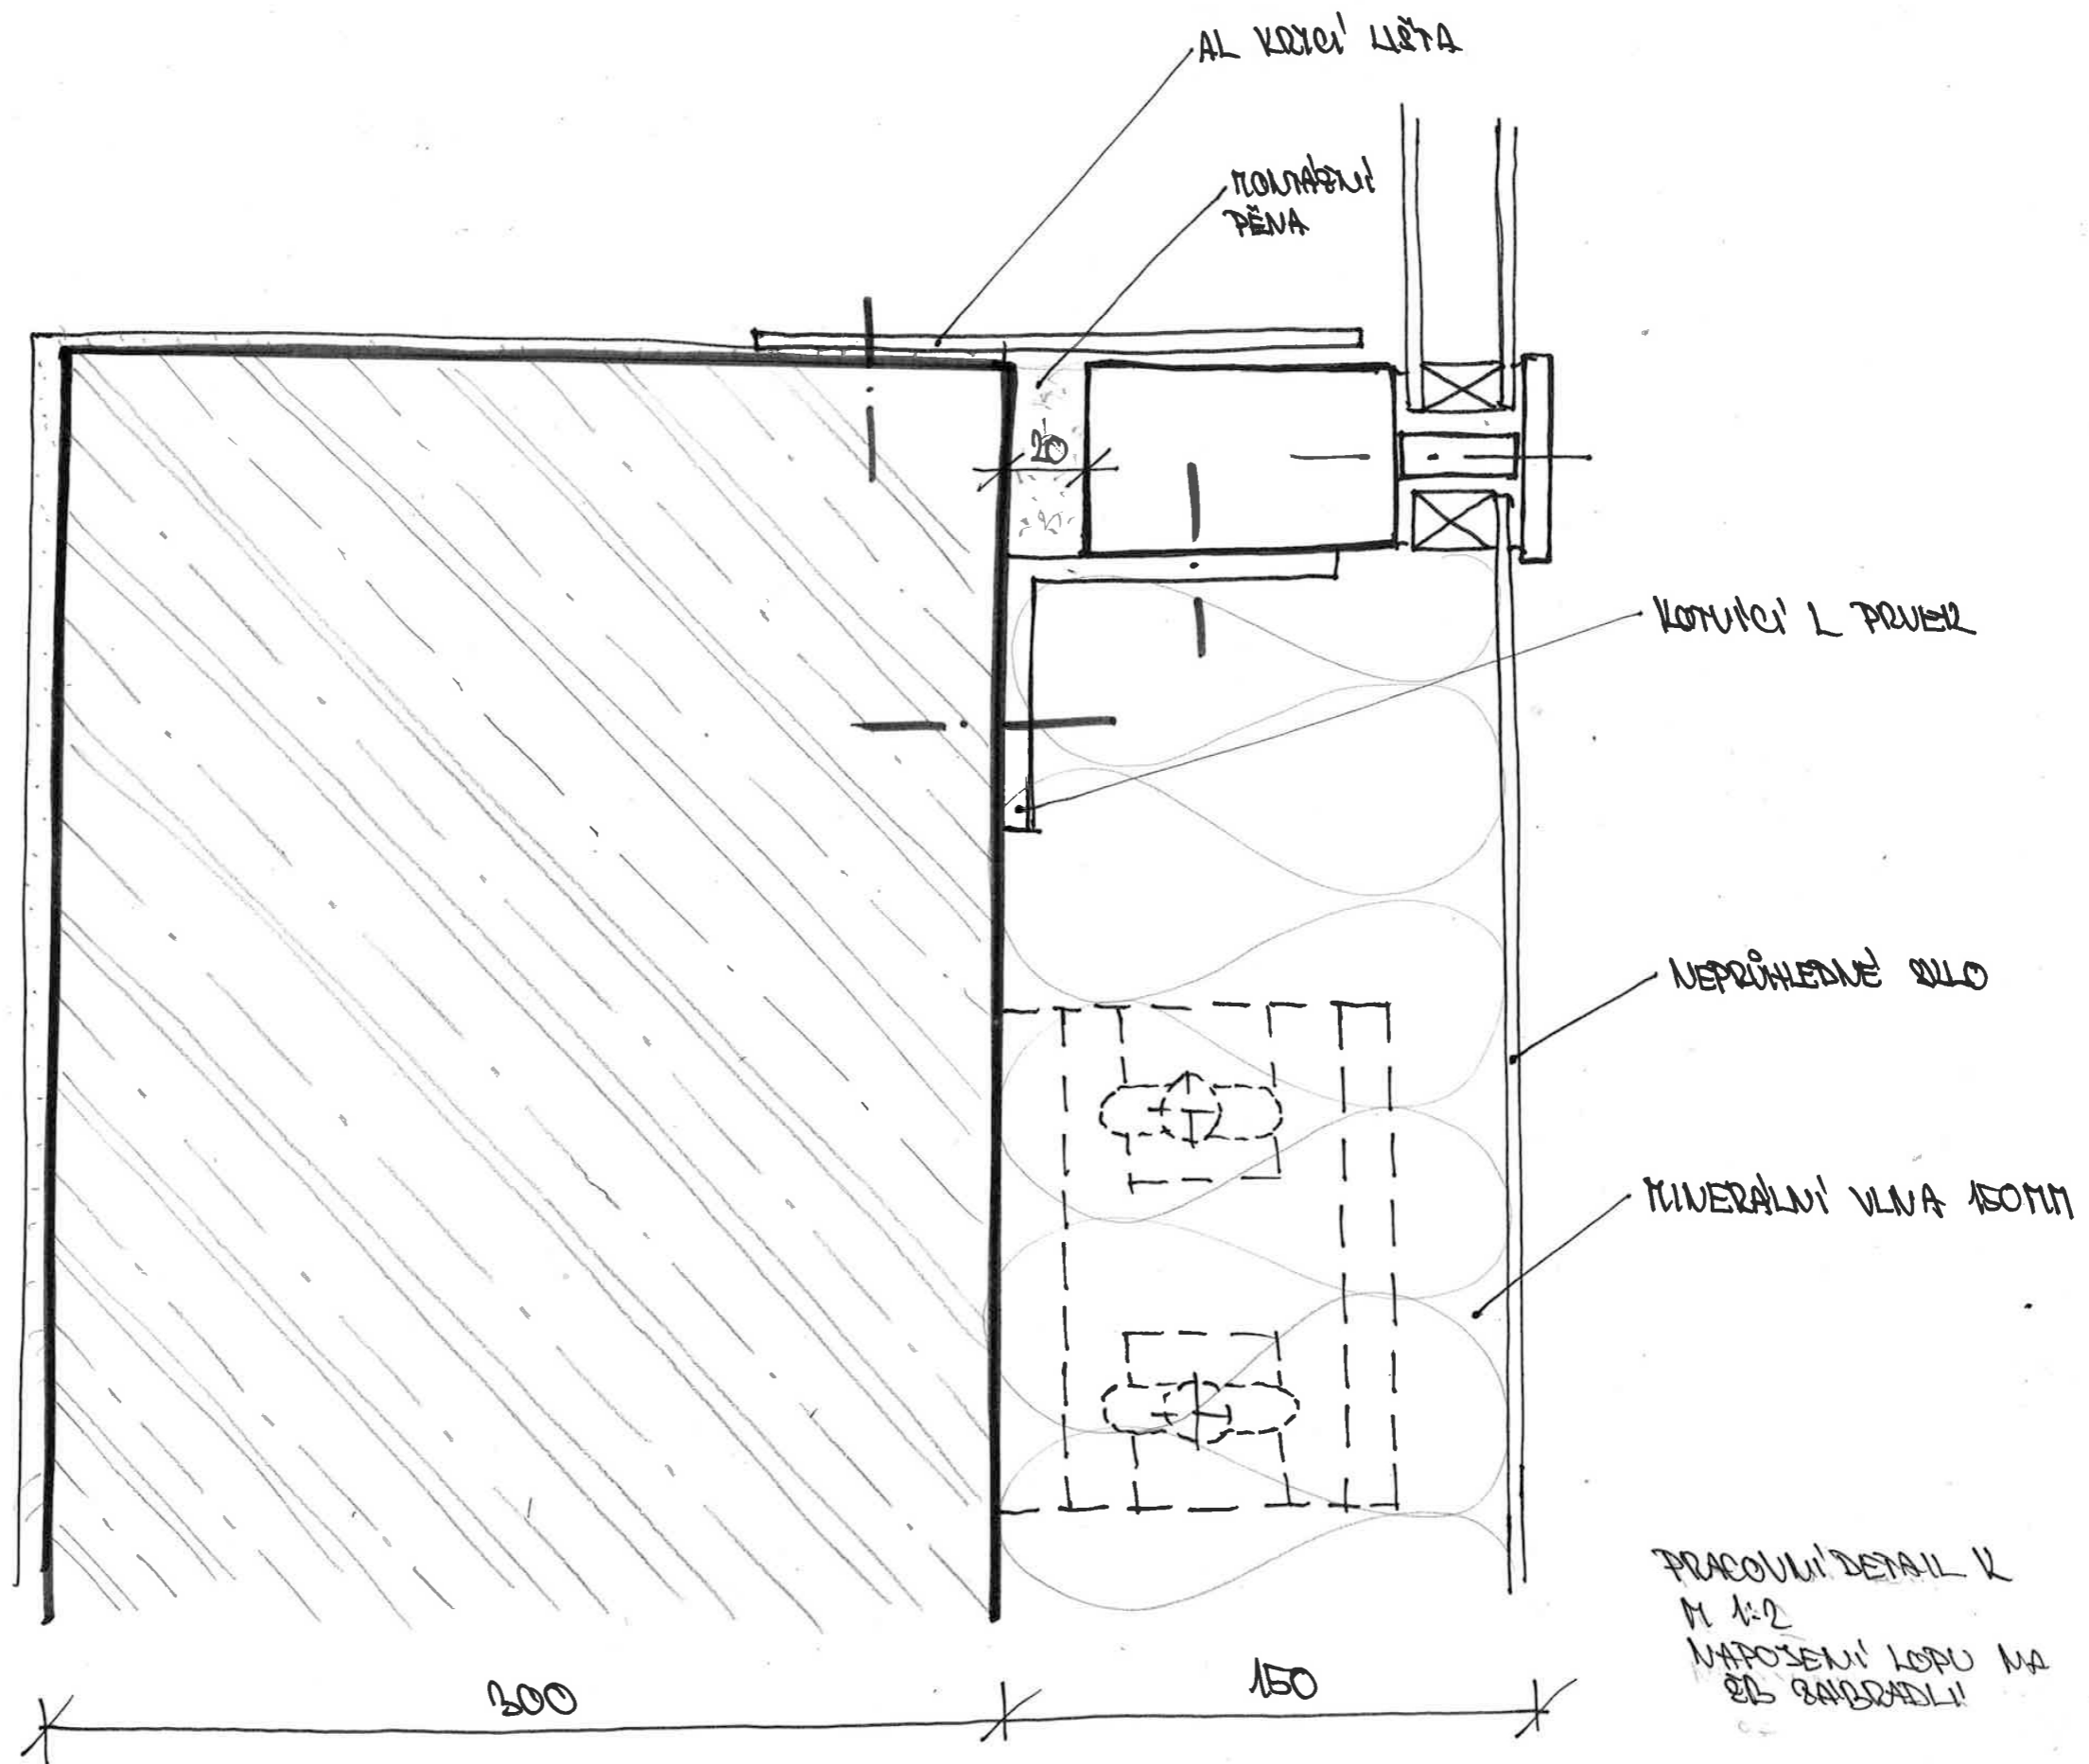 AL KRYCÍ LIŠTA
MONTÁŽNÍ
PĚNA
20
KOTVÍCÍ L PRVEK
NEPRŮHLEDNÉ SKLO
MINERÁLNÍ VLNA 150MM
PRACOVNÍ DETAIL K
M 1:2
NAPOJENÍ LOPU NA
ŽB ZÁBRADLÍ
300
150